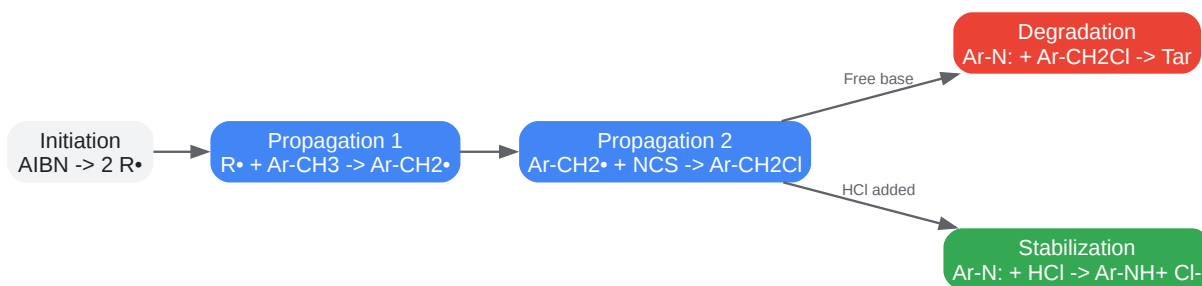 Initiation
AIBN -> 2 R•
Propagation 1
R• + Ar-CH3 -> Ar-CH2•
Propagation 2
Ar-CH2• + NCS -> Ar-CH2Cl
Free base
Degradation
Ar-N: + Ar-CH2Cl -> Tar
HCl added
Stabilization
Ar-N: + HCl -> Ar-NH+ Cl-